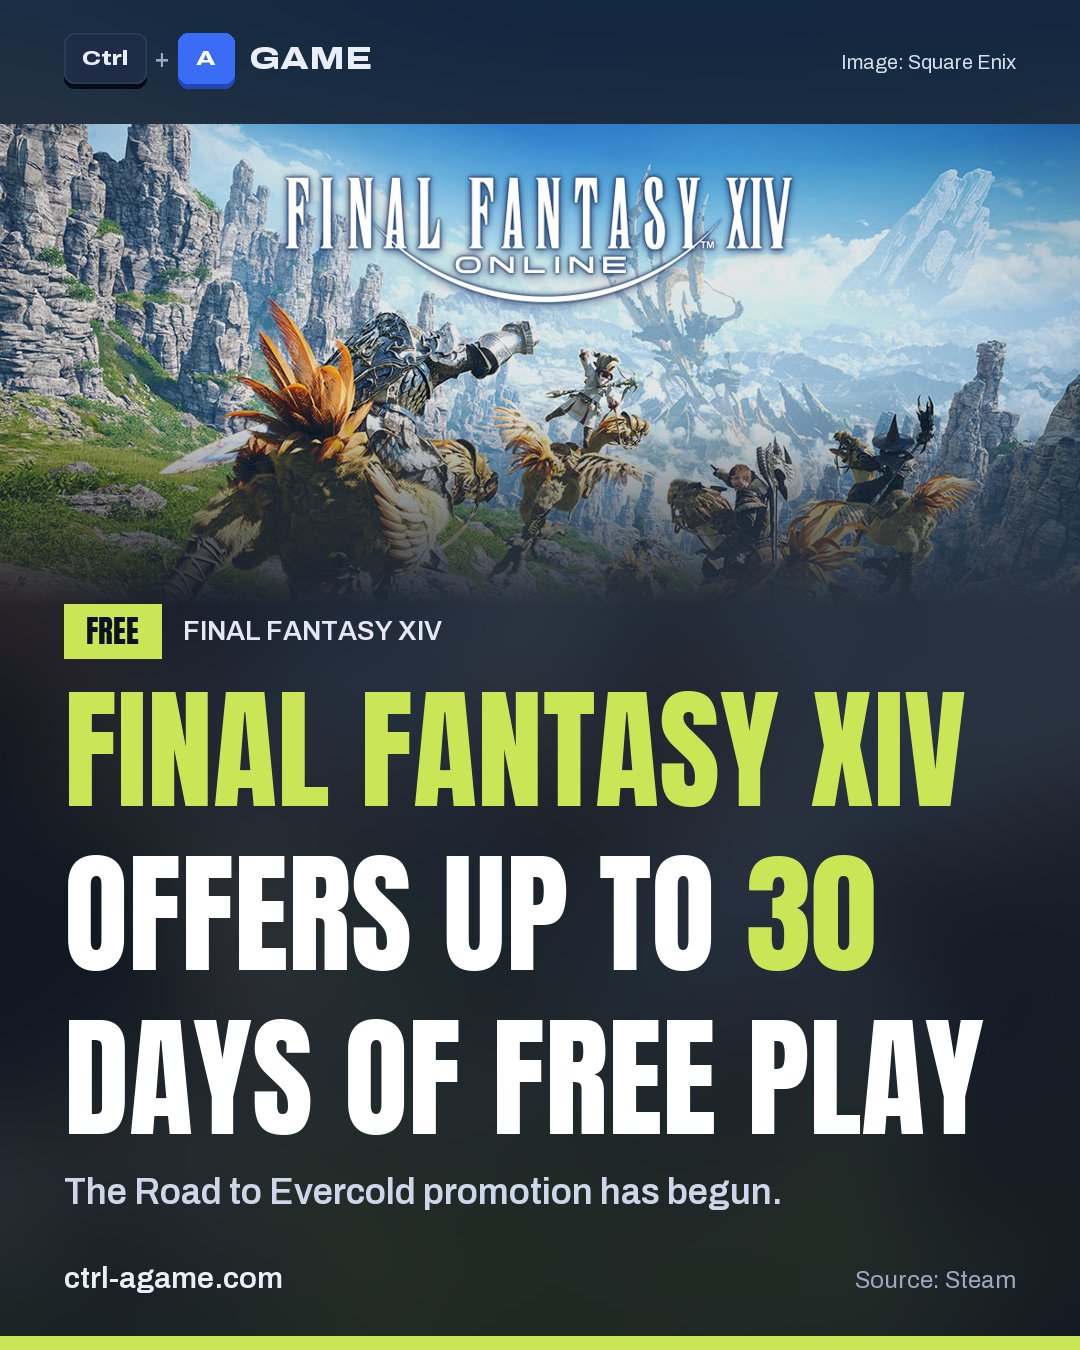 Ctrl + A GAME
Image: Square Enix
FINAL FANTASY XIV
ONLINE
FREE FINAL FANTASY XIV
FINAL FANTASY XIV
OFFERS UP TO 30
DAYS OF FREE PLAY
The Road to Evercold promotion has begun.
ctrl-agame.com
Source: Steam